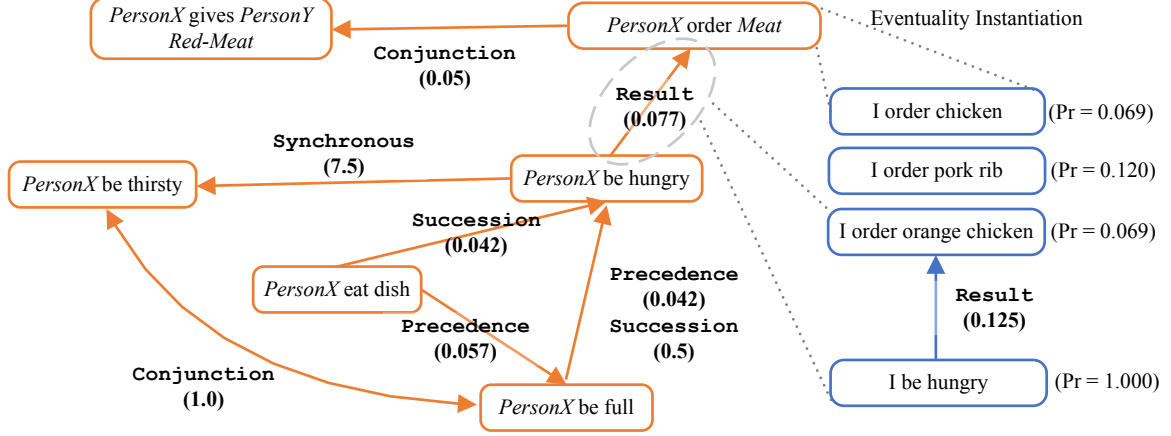 PersonX gives PersonY
Red-Meat
PersonX order Meat
Eventuality Instantiation
Conjunction
(0.05)
Result
(0.077)
I order chicken
(Pr = 0.069)
Synchronous
(7.5)
I order pork rib
(Pr = 0.120)
PersonX be thirsty
PersonX be hungry
Succession
(0.042)
I order orange chicken
(Pr = 0.069)
PersonX eat dish
Precedence
(0.042)
Succession
(0.5)
Result
(0.125)
Precedence
(0.057)
Conjunction
(1.0)
PersonX be full
I be hungry
(Pr = 1.000)